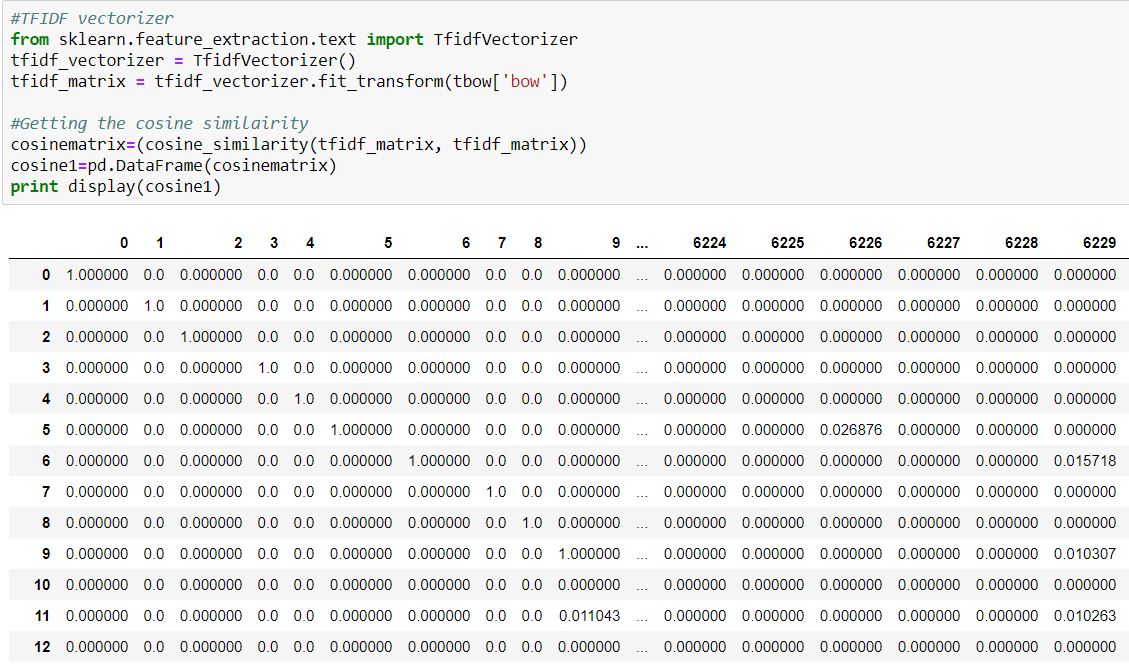 #TFIDF vectorizer
from sklearn.feature_extraction.text import TfidfVectorizer
tfidf_vectorizer = TfidfVectorizer()
tfidf_matrix = tfidf_vectorizer.fit_transform(tbow['bow'])
#Getting the cosine similairity
cosinematrix=(cosine_similarity(tfidf_matrix, tfidf_matrix))
cosine1=pd.DataFrame(cosinematrix)
print display(cosine1)
0 1 2 3 4 5 6 7 8 9 ... 6224 6225 6226 6227 6228 6229
0 1.000000 0.0 0.000000 0.0 0.0 0.000000 0.000000 0.0 0.0 0.000000 ... 0.000000 0.000000 0.000000 0.000000 0.000000 0.000000
1 0.000000 1.0 0.000000 0.0 0.0 0.000000 0.000000 0.0 0.0 0.000000 ... 0.000000 0.000000 0.000000 0.000000 0.000000 0.000000
2 0.000000 0.0 1.000000 0.0 0.0 0.000000 0.000000 0.0 0.0 0.000000 ... 0.000000 0.000000 0.000000 0.000000 0.000000 0.000000
3 0.000000 0.0 0.000000 1.0 0.0 0.000000 0.000000 0.0 0.0 0.000000 ... 0.000000 0.000000 0.000000 0.000000 0.000000 0.000000
4 0.000000 0.0 0.000000 0.0 1.0 0.000000 0.000000 0.0 0.0 0.000000 ... 0.000000 0.000000 0.000000 0.000000 0.000000 0.000000
5 0.000000 0.0 0.000000 0.0 0.0 1.000000 0.000000 0.0 0.0 0.000000 ... 0.000000 0.000000 0.026876 0.000000 0.000000 0.000000
6 0.000000 0.0 0.000000 0.0 0.0 0.000000 1.000000 0.0 0.0 0.000000 ... 0.000000 0.000000 0.000000 0.000000 0.000000 0.015718
7 0.000000 0.0 0.000000 0.0 0.0 0.000000 0.000000 1.0 0.0 0.000000 ... 0.000000 0.000000 0.000000 0.000000 0.000000 0.000000
8 0.000000 0.0 0.000000 0.0 0.0 0.000000 0.000000 0.0 1.0 0.000000 ... 0.000000 0.000000 0.000000 0.000000 0.000000 0.000000
9 0.000000 0.0 0.000000 0.0 0.0 0.000000 0.000000 0.0 0.0 1.000000 ... 0.000000 0.000000 0.000000 0.000000 0.000000 0.010307
10 0.000000 0.0 0.000000 0.0 0.0 0.000000 0.000000 0.0 0.0 0.000000 ... 0.000000 0.000000 0.000000 0.000000 0.000000 0.000000
11 0.000000 0.0 0.000000 0.0 0.0 0.000000 0.000000 0.0 0.0 0.011043 ... 0.000000 0.000000 0.000000 0.000000 0.000000 0.010263
12 0.000000 0.0 0.000000 0.0 0.0 0.000000 0.000000 0.0 0.0 0.000000 ... 0.000000 0.000000 0.000000 0.000000 0.000000 0.000000